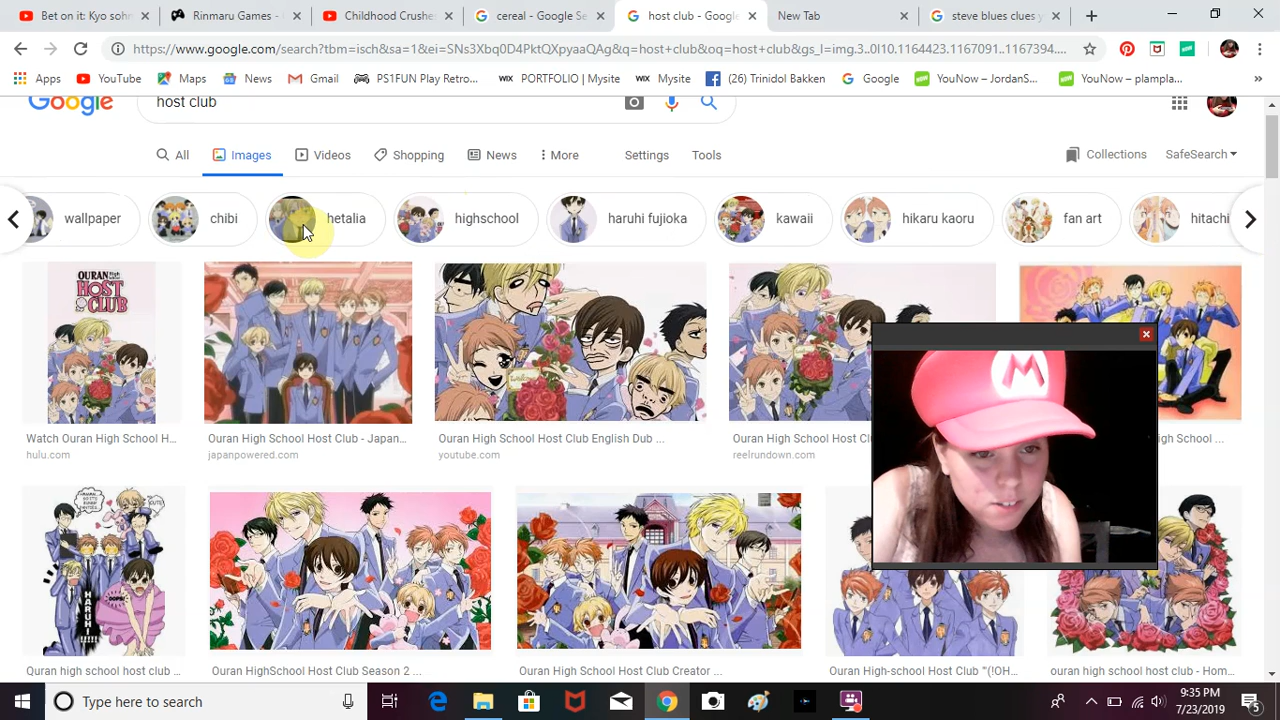 Bet on it: Kyo sohm
Rinmaru Games -
Childhood Crushes
cereal - Google Se
host club - Google
New Tab
steve blues clues y
https://www.google.com/search?tbm=isch&sa=1&ei=SNs3Xbq0D4PktQXpyaaQAg&q=host+club&oq=host+club&gs_l=img.3..0l10.1164423.1167091..1167394....
Apps YouTube Maps News Gmail PS1FUN Play Retro... WIX PORTFOLIO | Mysite WIX Mysite (26) Trinidol Bakken Google YouNow – JordanS... YouNow – plampla... »
Google host club
All Images Videos Shopping News More Settings Tools Collections SafeSearch
wallpaper chibi hetalia highschool haruhi fujioka kawaii hikaru kaoru fan art hitachi
OURAN
HIGH SCHOOL
HOST
CLUB
M
Watch Ouran High School H...
hulu.com
Ouran High School Host Club - Japan...
japanpowered.com
Ouran High School Host Club English Dub ...
youtube.com
Ouran High School Host Cl
reelrundown.com
gh School ...
HARUHI!!!!!
Ouran high school host club ...
Ouran HighSchool Host Club Season 2 ...
Ouran High School Host Club Creator ...
Ouran High-school Host Club "(!OH...
ouran high school host club - Hom...
Type here to search
9:35 PM
7/23/2019
5